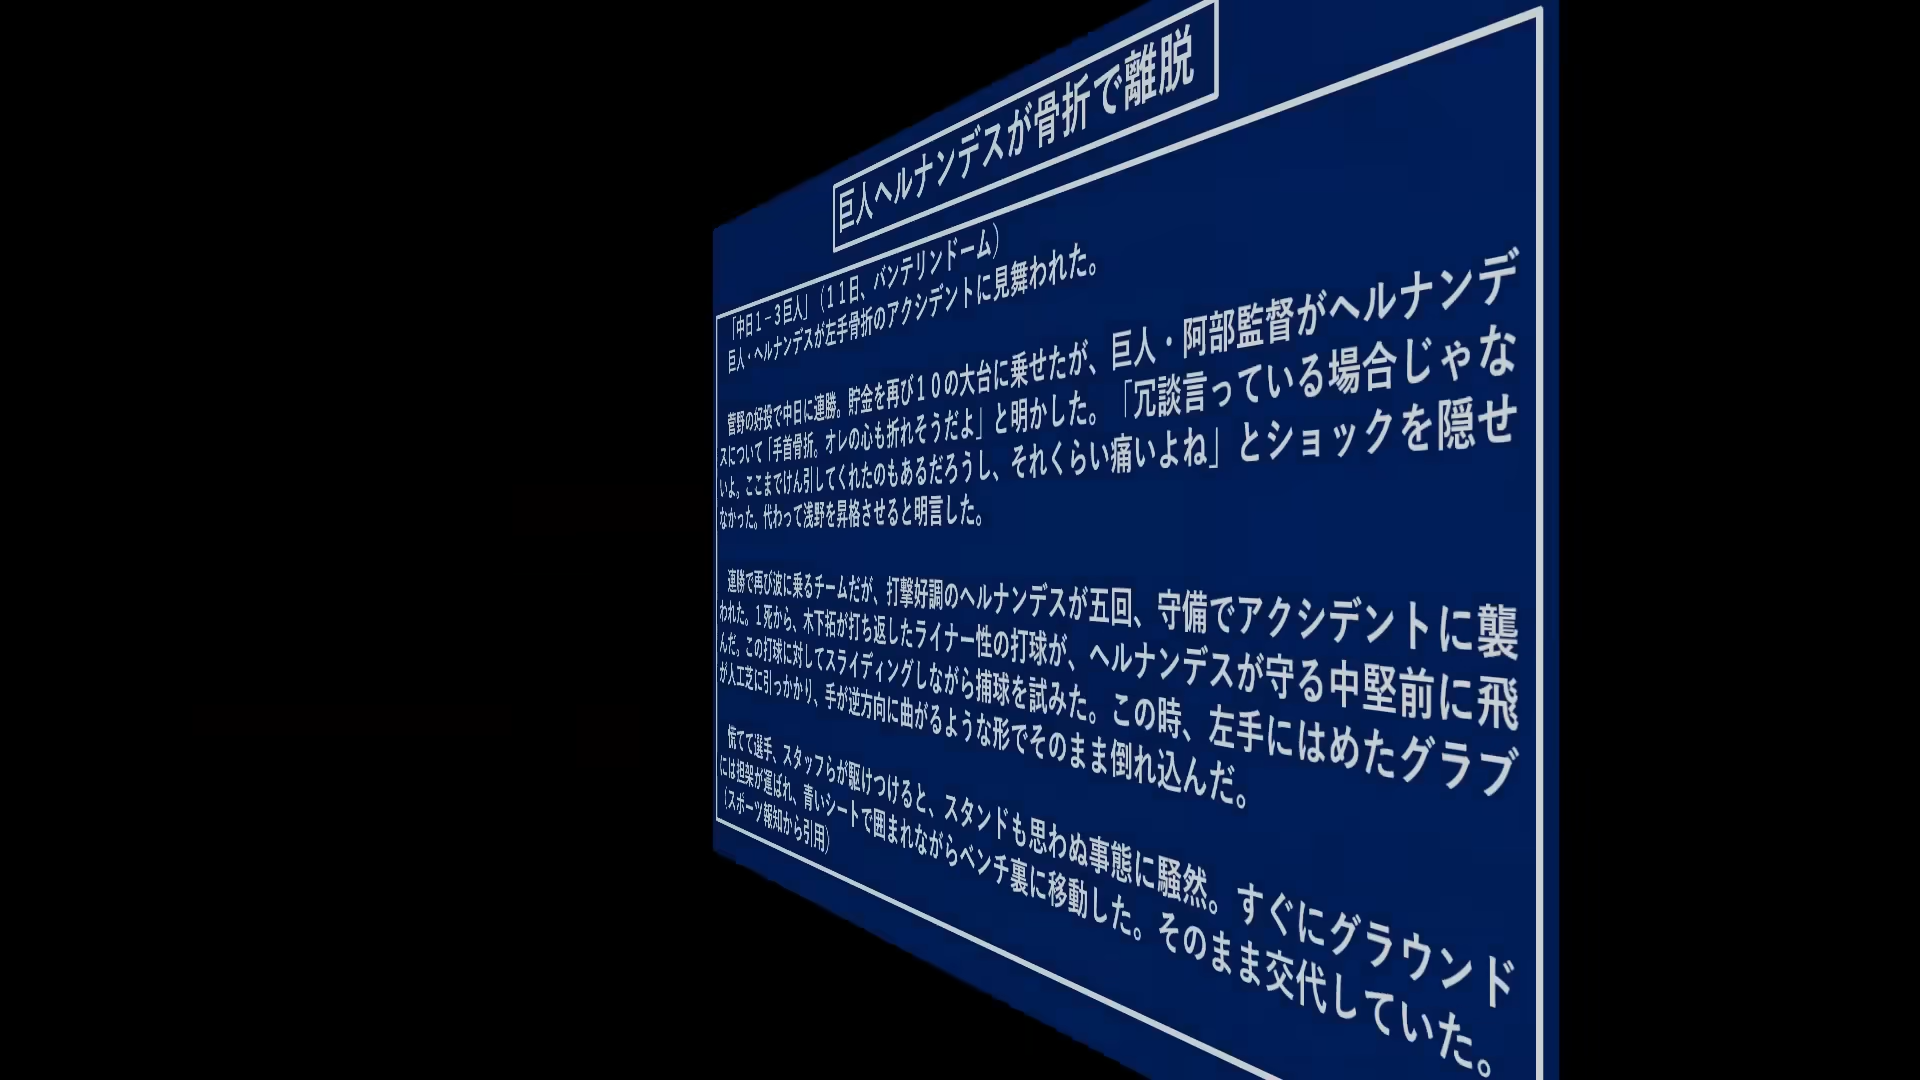 巨人ヘルナンデスが骨折で離脱
「中日１－３巨人」（１１日、バンテリンドーム）
巨人・ヘルナンデスが左手骨折のアクシデントに見舞われた。
菅野の好投で中日に連勝。貯金を再び１０の大台に乗せたが、巨人・阿部監督がヘルナンデ
スについて「手首骨折。オレの心も折れそうだよ」と明かした。「冗談言っている場合じゃな
いよ。ここまでけん引してくれたのもあるだろうし、それくらい痛いよね」とショックを隠せ
なかった。代わって浅野を昇格させると明言した。
連勝で再び波に乗るチームだが、打撃好調のヘルナンデスが五回、守備でアクシデントに襲
われた。１死から、木下拓が打ち返したライナー性の打球が、ヘルナンデスが守る中堅前に飛
んだ。この打球に対してスライディングしながら捕球を試みた。この時、左手にはめたグラブ
が人工芝に引っかかり、手が逆方向に曲がるような形でそのまま倒れ込んだ。
慌てて選手、スタッフらが駆けつけると、スタンドも思わぬ事態に騒然。すぐにグラウンド
には担架が運ばれ、青いシートで囲まれながらベンチ裏に移動した。そのまま交代していた。
（スポーツ報知から引用）